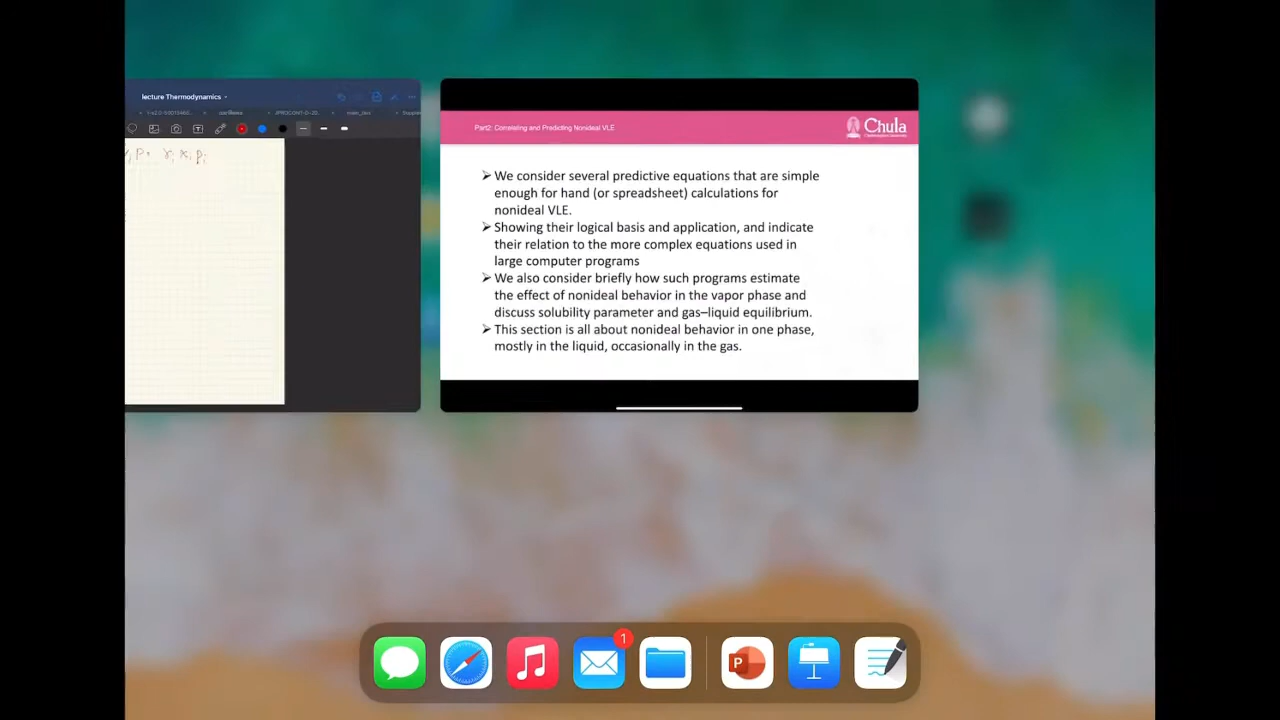 lecture Thermodynamics
Part2: Correlating and Predicting Nonideal VLE
Chula
➢ We consider several predictive equations that are simple
enough for hand (or spreadsheet) calculations for
nonideal VLE.
➢ Showing their logical basis and application, and indicate
their relation to the more complex equations used in
large computer programs
➢ We also consider briefly how such programs estimate
the effect of nonideal behavior in the vapor phase and
discuss solubility parameter and gas–liquid equilibrium.
➢ This section is all about nonideal behavior in one phase,
mostly in the liquid, occasionally in the gas.
1
P